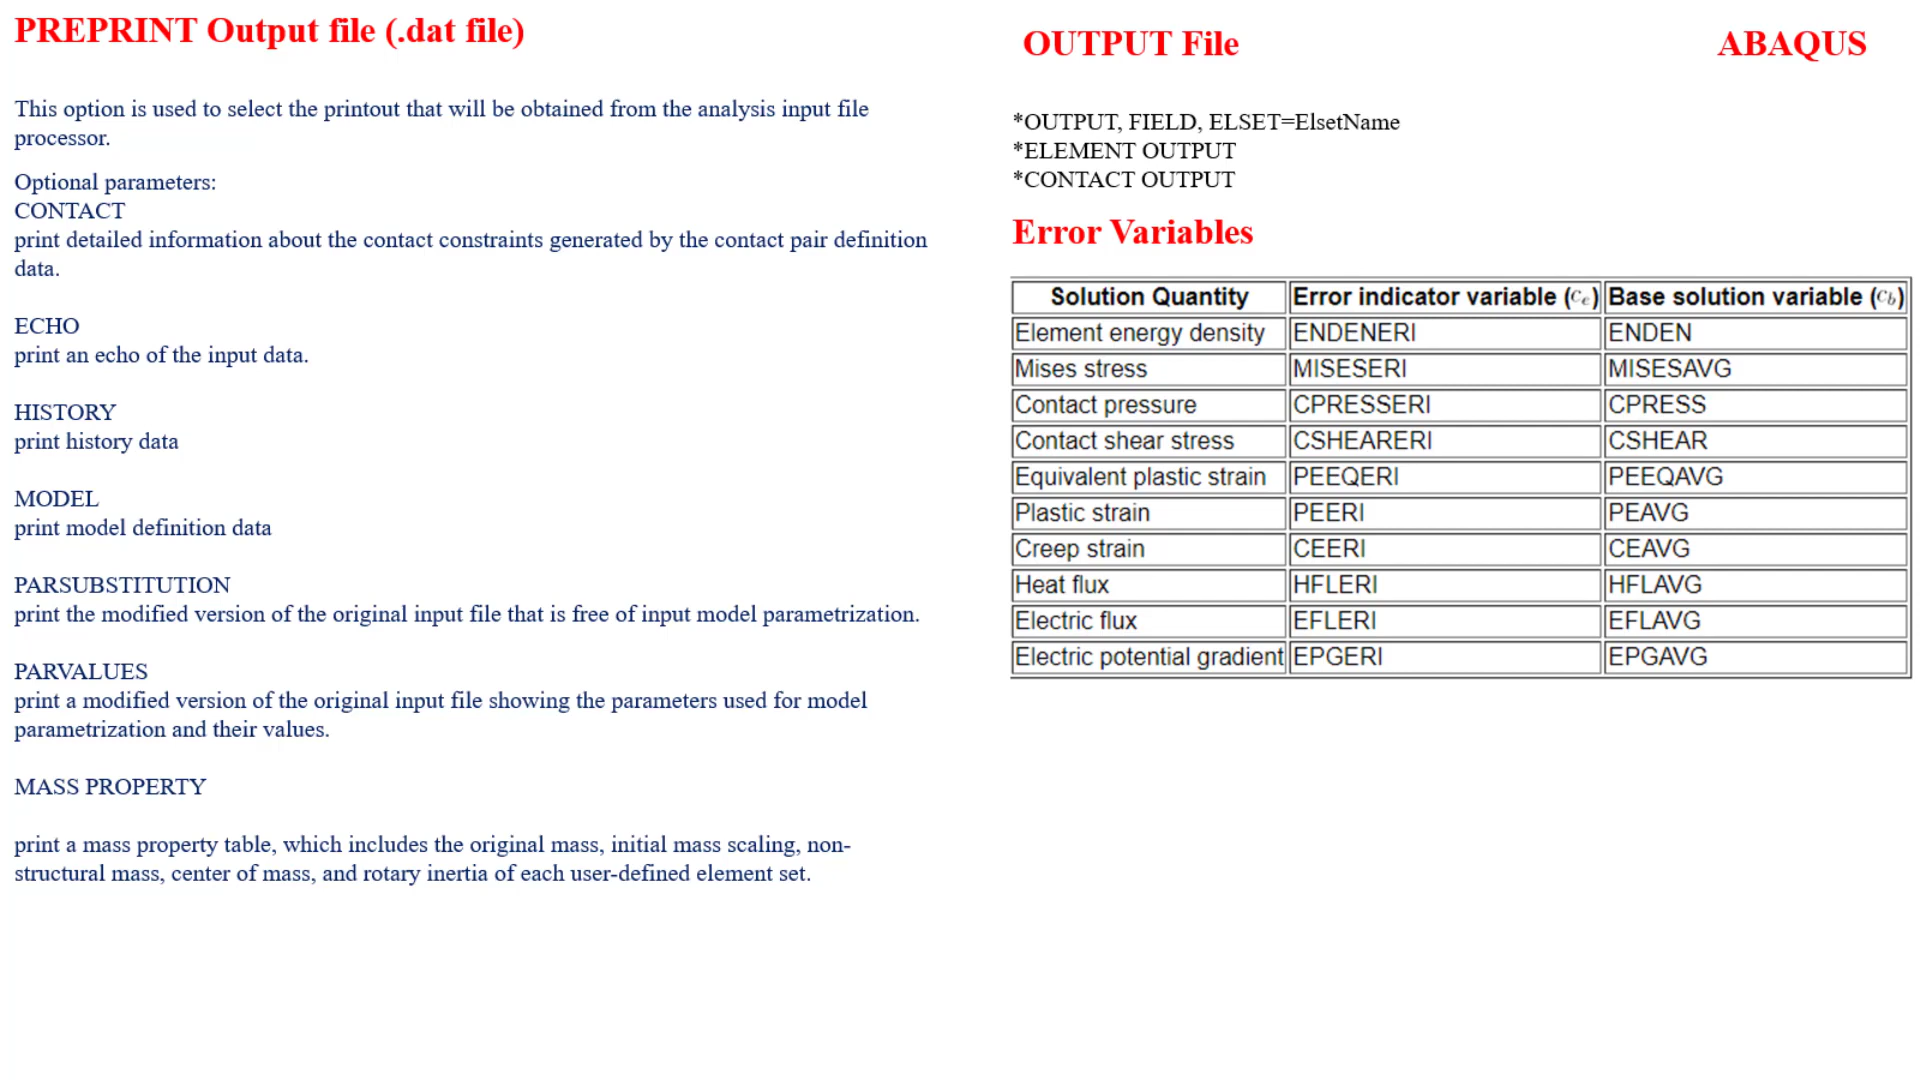 PREPRINT Output file (.dat file)
This option is used to select the printout that will be obtained from the analysis input file
processor.
Optional parameters:
CONTACT
print detailed information about the contact constraints generated by the contact pair definition
data.
ECHO
print an echo of the input data.
HISTORY
print history data
MODEL
print model definition data
PARSUBSTITUTION
print the modified version of the original input file that is free of input model parametrization.
PARVALUES
print a modified version of the original input file showing the parameters used for model
parametrization and their values.
MASS PROPERTY
print a mass property table, which includes the original mass, initial mass scaling, non-
structural mass, center of mass, and rotary inertia of each user-defined element set.
OUTPUT File ABAQUS
*OUTPUT, FIELD, ELSET=ElsetName
*ELEMENT OUTPUT
*CONTACT OUTPUT
Error Variables
Solution Quantity Error indicator variable (cₑ) Base solution variable (c_b)
Element energy density ENDENERI ENDEN
Mises stress MISESERI MISESAVG
Contact pressure CPRESSERI CPRESS
Contact shear stress CSHEARERI CSHEAR
Equivalent plastic strain PEEQERI PEEQAVG
Plastic strain PEERI PEAVG
Creep strain CEERI CEAVG
Heat flux HFLERI HFLAVG
Electric flux EFLERI EFLAVG
Electric potential gradient EPGERI EPGAVG